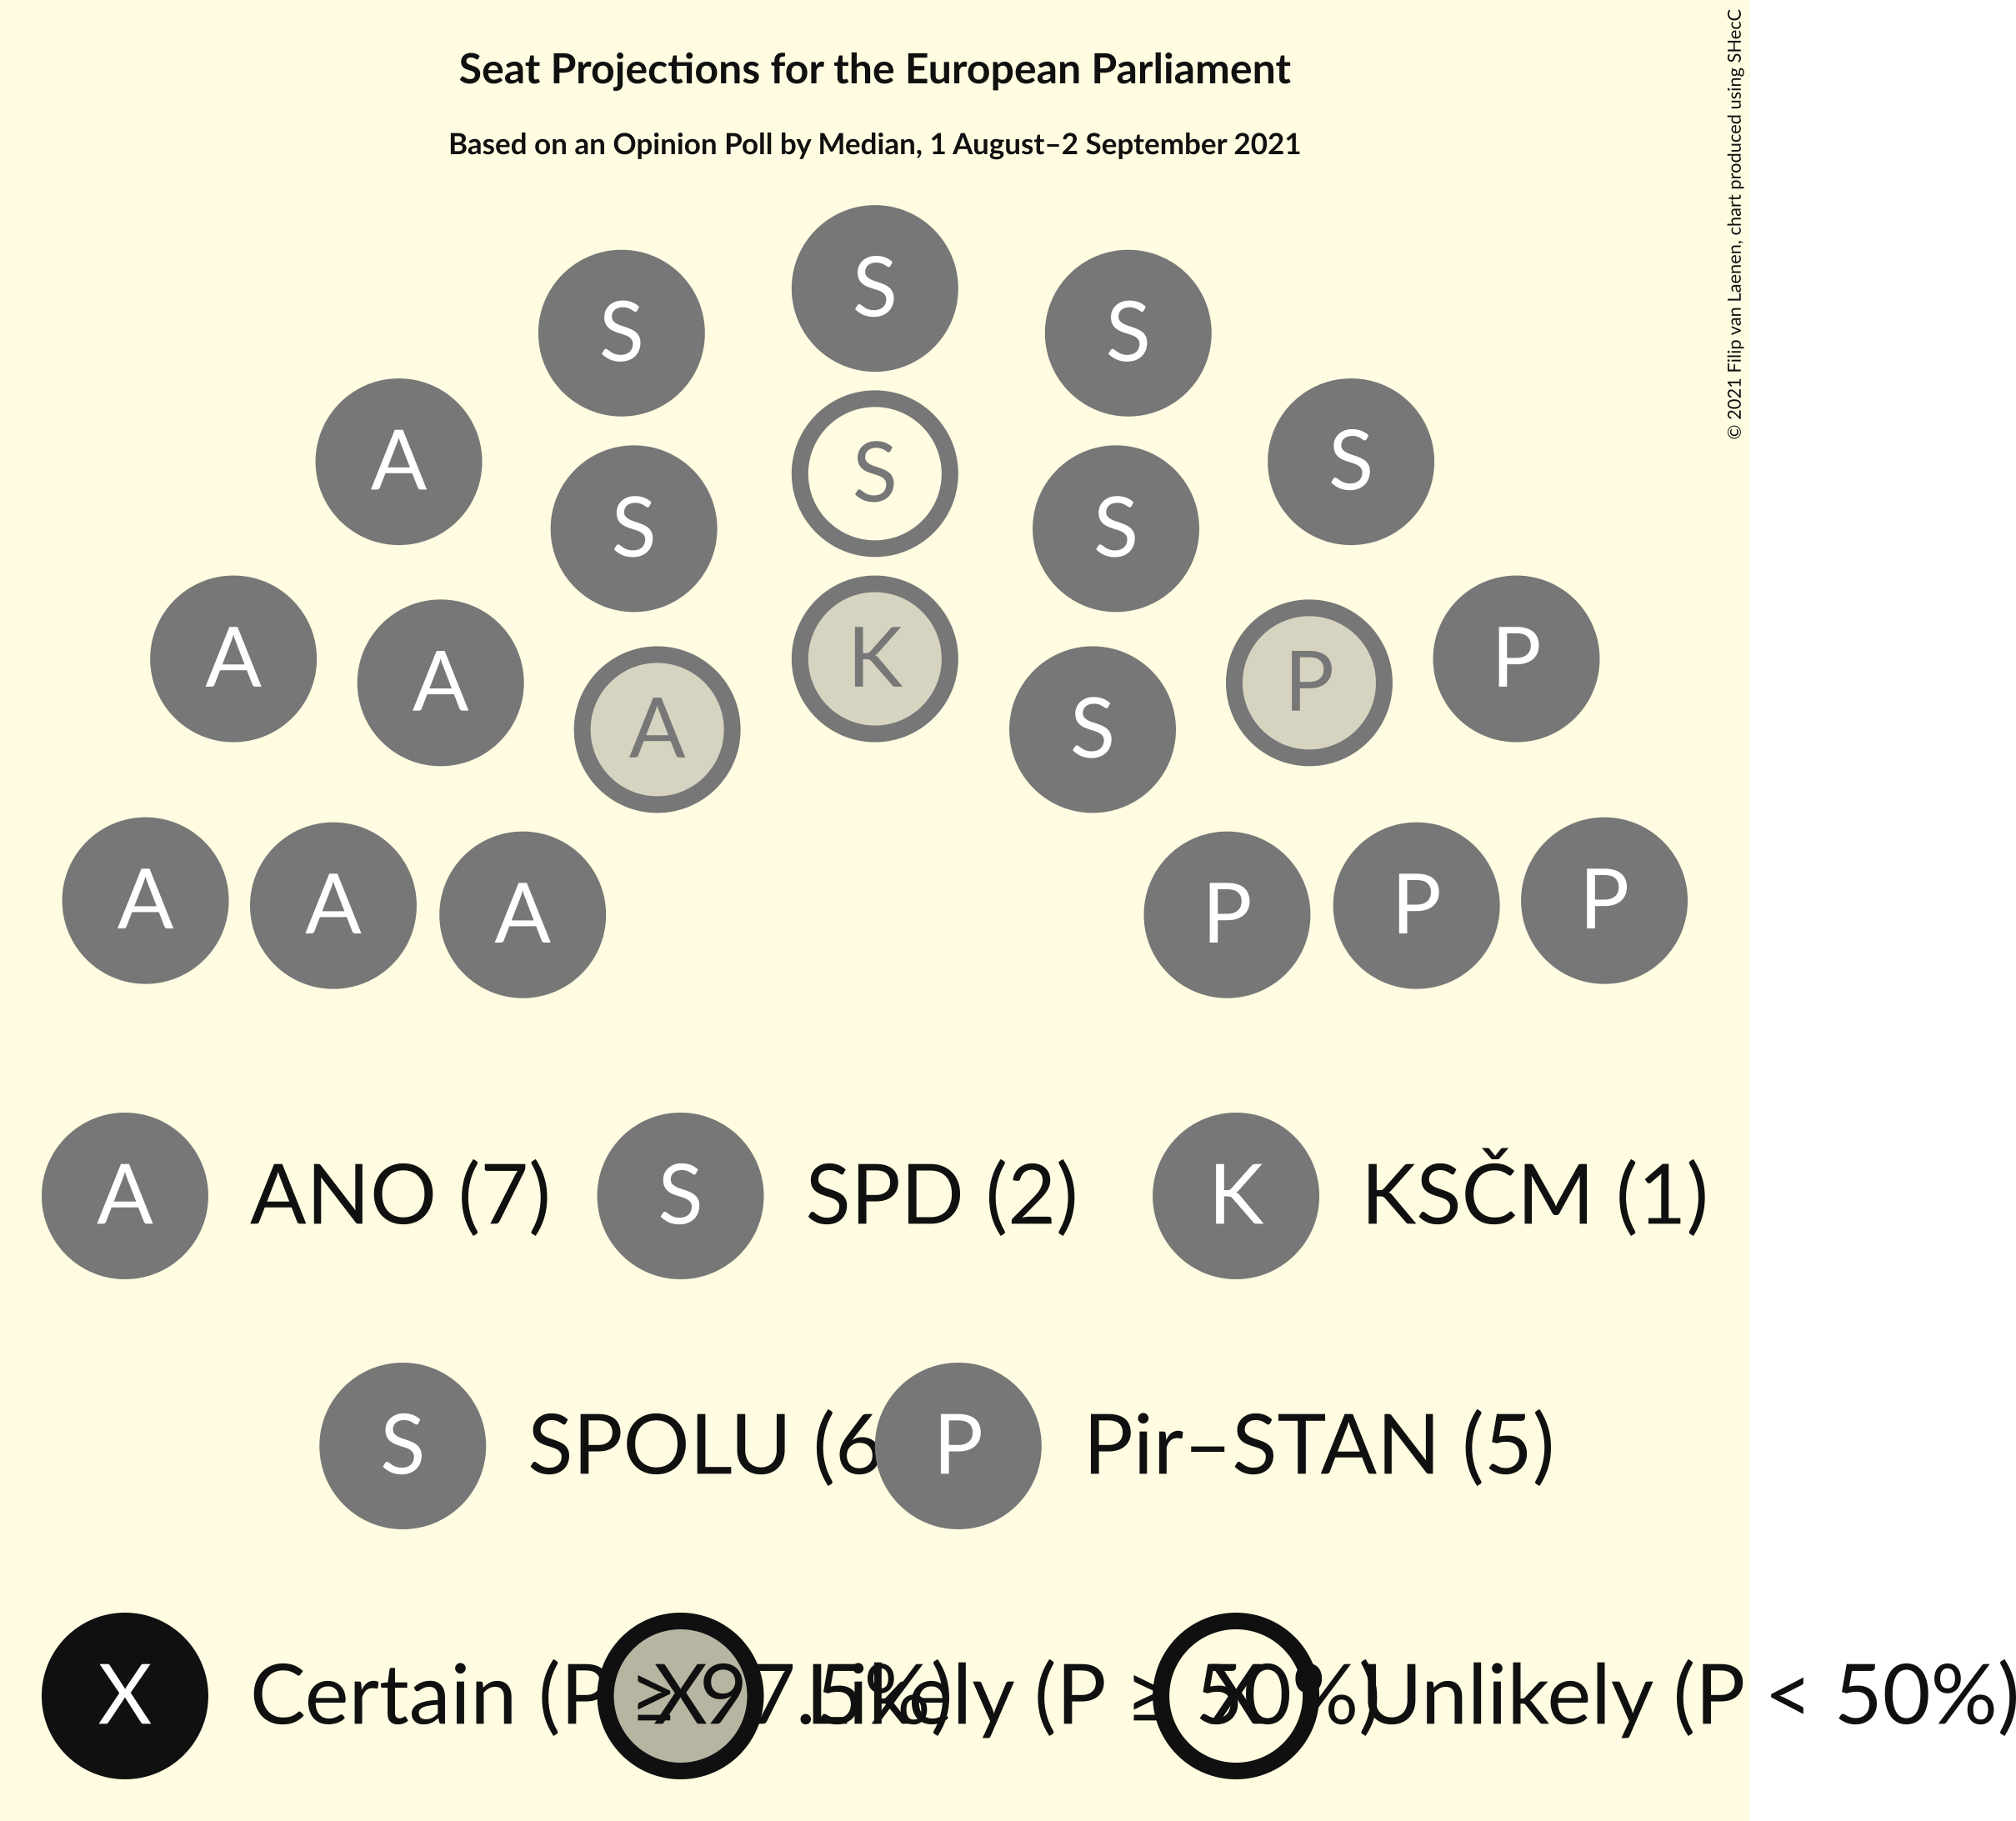 Seat Projections for the European Parliament
Based on an Opinion Poll by Median, 1 August–2 September 2021
© 2021 Filip van Laenen, chart produced using SHecC
S
S S
A S
S
S S
A P
K
A P
A S
A P
A P
A P
A ANO (7) S SPD (2) K KSČM (1)
S SPOLU (6 P Pir–STAN (5)
X Certain (P ≥ 97.5%) X Likely (P ≥ 50%) X Unlikely (P < 50%)